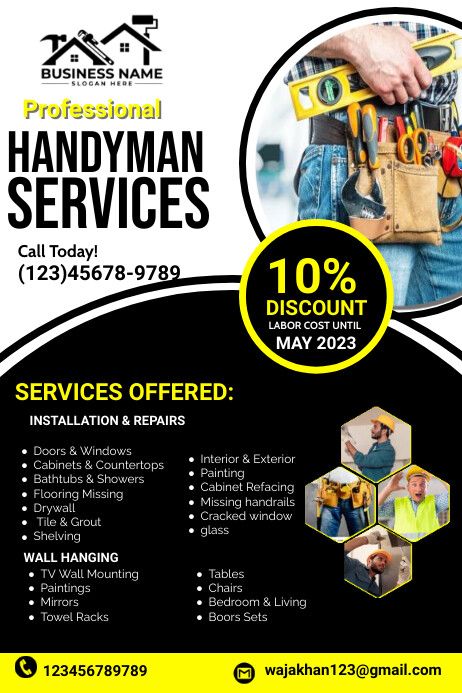 BUSINESS NAME
SLOGAN HERE
Professional
HANDYMAN
SERVICES
Call Today!
(123)45678-9789
10%
DISCOUNT
LABOR COST UNTIL
MAY 2023
SERVICES OFFERED:
INSTALLATION & REPAIRS
Doors & Windows
Cabinets & Countertops
Bathtubs & Showers
Flooring Missing
Drywall
Tile & Grout
Shelving
Interior & Exterior
Painting
Cabinet Refacing
Missing handrails
Cracked window
glass
WALL HANGING
TV Wall Mounting
Paintings
Mirrors
Towel Racks
Tables
Chairs
Bedroom & Living
Boors Sets
123456789789
wajakhan123@gmail.com